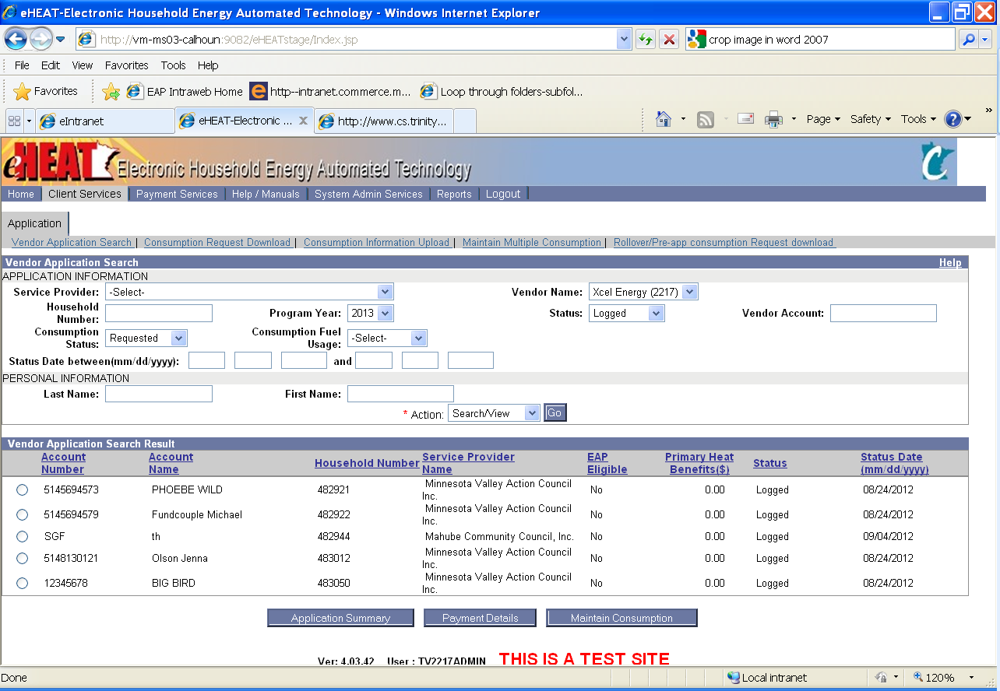 eHEAT-Electronic Household Energy Automated Technology - Windows Internet Explorer
http://vm-ms03-calhoun:9082/eHEATstage/Index.jsp
crop image in word 2007
File Edit View Favorites Tools Help
Favorites EAP Intraweb Home http--intranet.commerce.m... Loop through folders-subfol...
eIntranet eHEAT-Electronic ... http://www.cs.trinity... Page Safety Tools
eHEAT Electronic Household Energy Automated Technology
Home Client Services Payment Services Help / Manuals System Admin Services Reports Logout
Application
Vendor Application Search | Consumption Request Download | Consumption Information Upload | Maintain Multiple Consumption | Rollover/Pre-app consumption Request download
Vendor Application Search Help
APPLICATION INFORMATION
Service Provider: -Select- Vendor Name: Xcel Energy (2217)
Household Number: Program Year: 2013 Status: Logged Vendor Account:
Consumption Status: Requested Consumption Fuel Usage: -Select-
Status Date between(mm/dd/yyyy): and
PERSONAL INFORMATION
Last Name: First Name:
* Action: Search/View Go
Vendor Application Search Result
Account Number Account Name Household Number Service Provider Name EAP Eligible Primary Heat Benefits($) Status Status Date (mm/dd/yyyy)
5145694573 PHOEBE WILD 482921 Minnesota Valley Action Council Inc. No 0.00 Logged 08/24/2012
5145694579 Fundcouple Michael 482922 Minnesota Valley Action Council Inc. No 0.00 Logged 08/24/2012
SGF th 482944 Mahube Community Council, Inc. No 0.00 Logged 09/04/2012
5148130121 Olson Jenna 483012 Minnesota Valley Action Council Inc. No 0.00 Logged 08/24/2012
12345678 BIG BIRD 483050 Minnesota Valley Action Council Inc. No 0.00 Logged 08/24/2012
Application Summary Payment Details Maintain Consumption
Ver: 4.03.42 User : TV2217ADMIN THIS IS A TEST SITE
Done Local intranet 120%